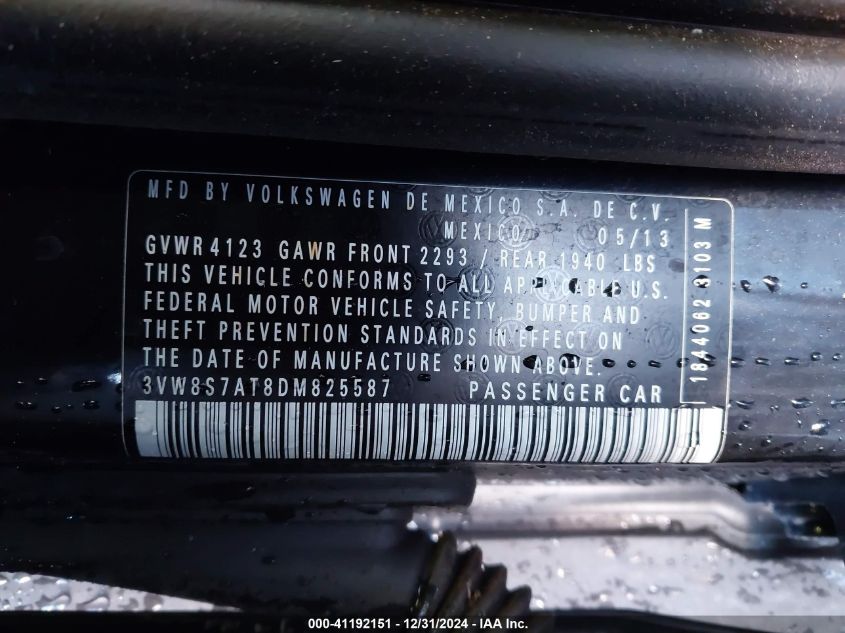 MFD BY VOLKSWAGEN DE MEXICO S.A. DE C.V.
MEXICO 05/13
GVWR 4123 GAWR FRONT 2293 / REAR 1940 LBS
THIS VEHICLE CONFORMS TO ALL APPLICABLE U.S.
FEDERAL MOTOR VEHICLE SAFETY, BUMPER AND
THEFT PREVENTION STANDARDS IN EFFECT ON
THE DATE OF MANUFACTURE SHOWN ABOVE.
3VW8S7AT8DM825587 PASSENGER CAR
1844062 3103 M
000-41192151 - 12/31/2024 - IAA Inc.